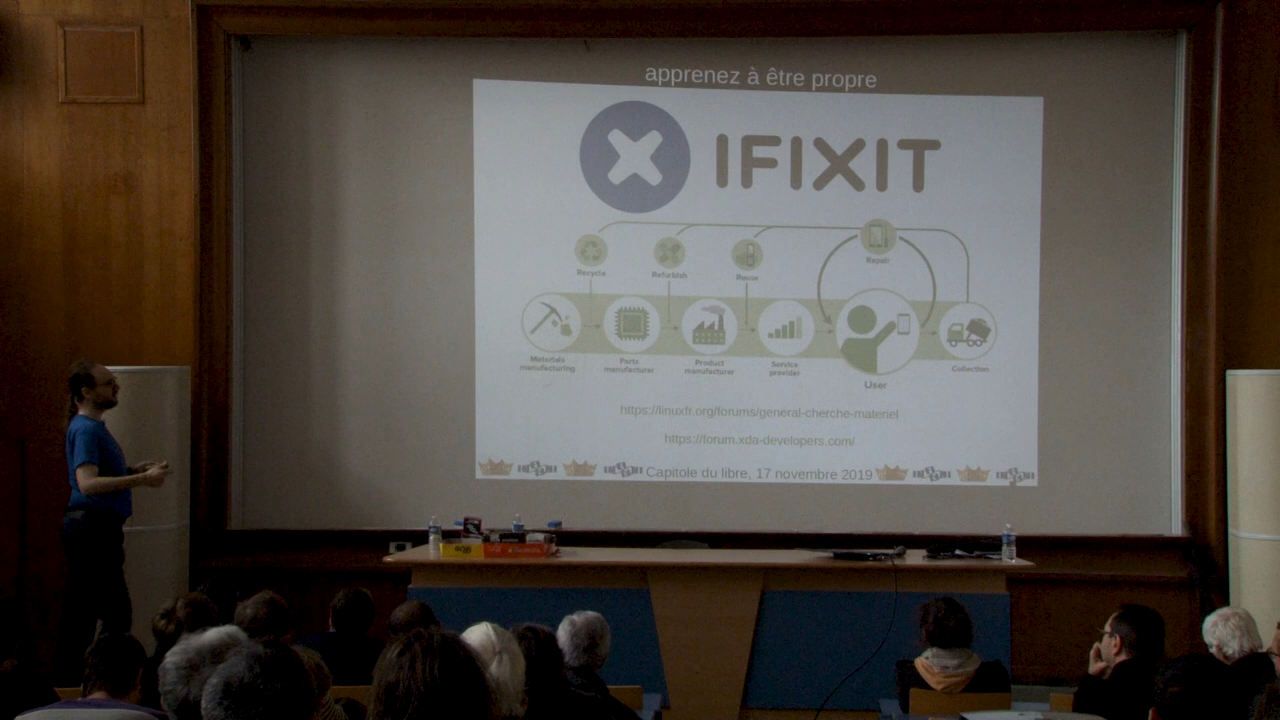 apprenez à être propre
IFIXIT
Recycle
Refurbish
Reuse
Repair
Materials
manufacturing
Parts
manufacturer
Product
manufacturer
Service
provider
User
Collection
https://linuxfr.org/forums/general-cherche-materiel
https://forum.xda-developers.com/
Capitole du libre, 17 novembre 2019